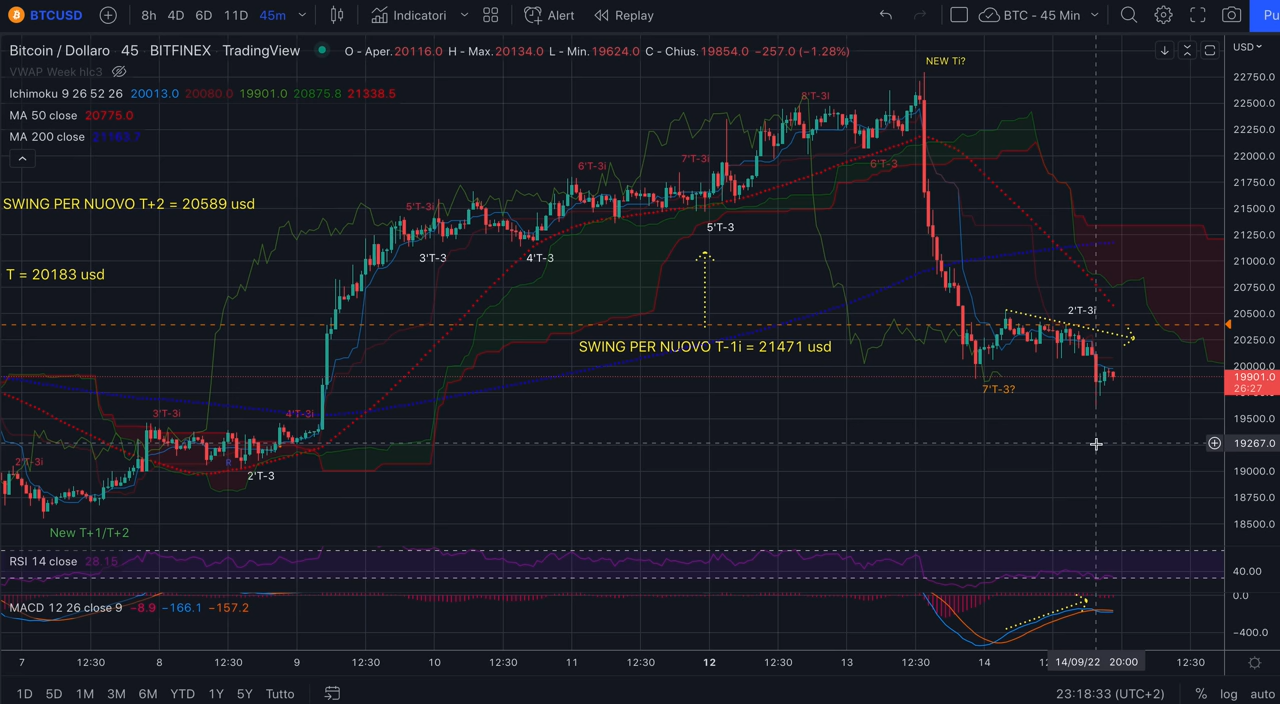 BTCUSD 8h 4D 6D 11D 45m Indicatori Alert Replay BTC - 45 Min Pu
Bitcoin / Dollaro 45 BITFINEX TradingView O - Aper.20116.0 H - Max.20134.0 L - Min.19624.0 C - Chius.19854.0 −257.0 (−1.28%)
USD
VWAP Week hlc3
Ichimoku 9 26 52 26 20013.0 20080.0 19901.0 20875.8 21338.5
MA 50 close 20775.0
MA 200 close
NEW Ti?
22750.0
22500.0
22250.0
22000.0
21750.0
21500.0
21250.0
21000.0
20750.0
20500.0
20250.0
20000.0
19901.0
26:27
19500.0
19267.0
19000.0
18750.0
18500.0
8'T-3i
6'T-3i
7'T-3i
6'T-3
SWING PER NUOVO T+2 = 20589 usd
5'T-3i
5'T-3
3'T-3
4'T-3
T = 20183 usd
2'T-3i
SWING PER NUOVO T-1i = 21471 usd
7'T-3?
3'T-3i
4'T-3i
2'T-3i
R
2'T-3
New T+1/T+2
RSI 14 close 28.15
40.00
MACD 12 26 close 9 −8.9 −166.1 −157.2
0.0
−400.0
7 12:30 8 12:30 9 12:30 10 12:30 11 12:30 12 12:30 13 12:30 14 14/09/22 20:00 12:30
1D 5D 1M 3M 6M YTD 1Y 5Y Tutto 23:18:33 (UTC+2) % log auto